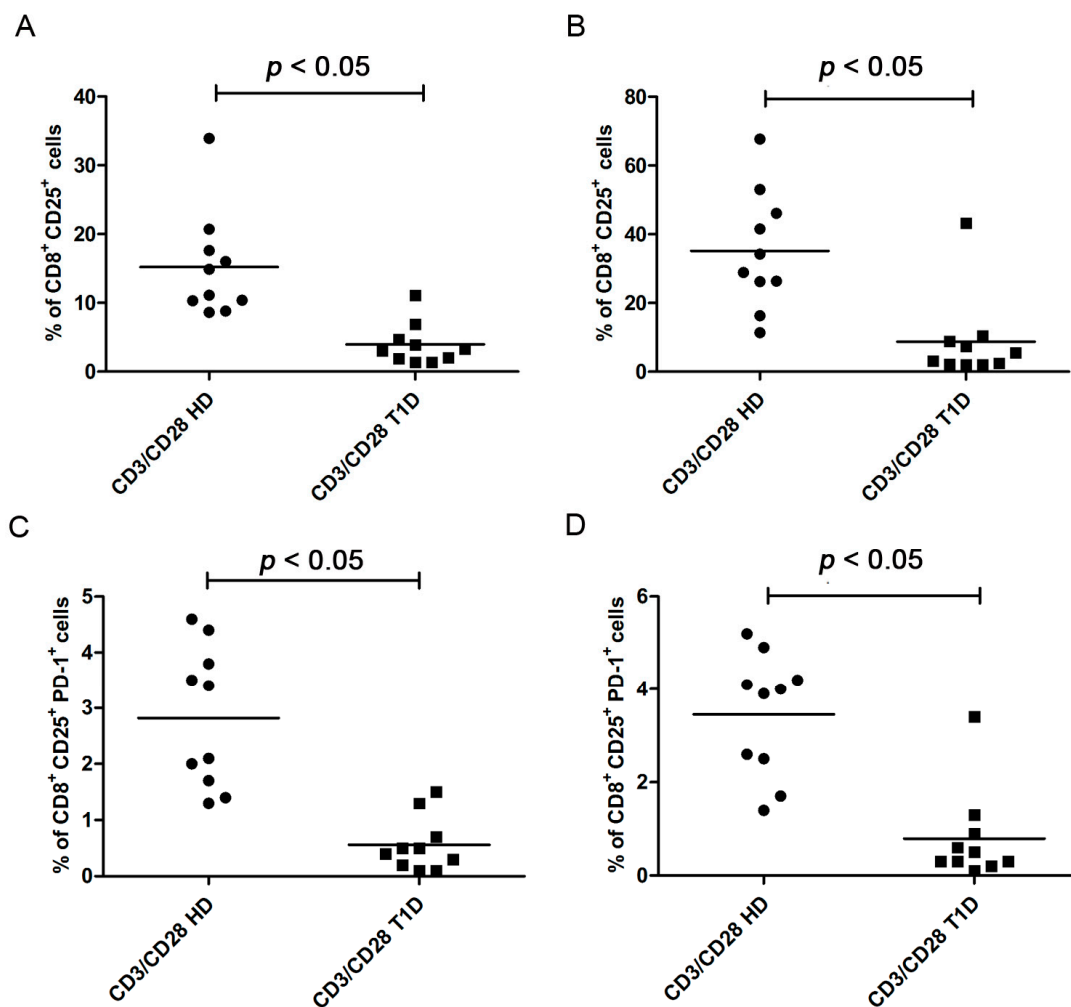 A
p < 0.05
% of CD8⁺ CD25⁺ cells
40
30
20
10
0
CD3/CD28 HD
CD3/CD28 T1D
B
p < 0.05
% of CD8⁺ CD25⁺ cells
80
60
40
20
0
CD3/CD28 HD
CD3/CD28 T1D
C
p < 0.05
% of CD8⁺ CD25⁺ PD-1⁺ cells
5
4
3
2
1
0
CD3/CD28 HD
CD3/CD28 T1D
D
p < 0.05
% of CD8⁺ CD25⁺ PD-1⁺ cells
6
4
2
0
CD3/CD28 HD
CD3/CD28 T1D